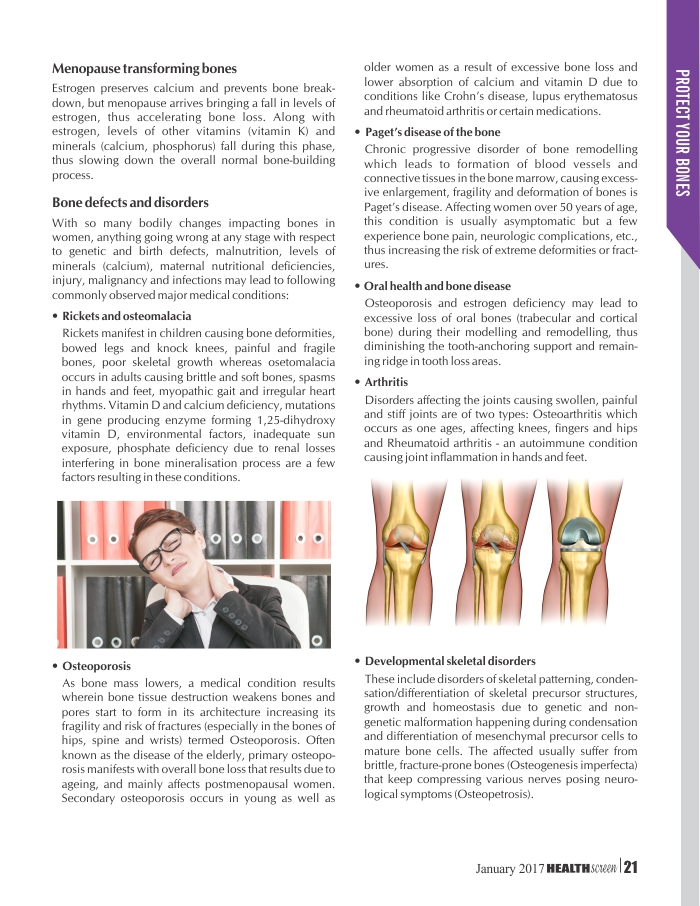 Menopause transforming bones
Estrogen preserves calcium and prevents bone break-
down, but menopause arrives bringing a fall in levels of
estrogen, thus accelerating bone loss. Along with
estrogen, levels of other vitamins (vitamin K) and
minerals (calcium, phosphorus) fall during this phase,
thus slowing down the overall normal bone-building
process.
Bone defects and disorders
With so many bodily changes impacting bones in
women, anything going wrong at any stage with respect
to genetic and birth defects, malnutrition, levels of
minerals (calcium), maternal nutritional deficiencies,
injury, malignancy and infections may lead to following
commonly observed major medical conditions:
• Rickets and osteomalacia
Rickets manifest in children causing bone deformities,
bowed legs and knock knees, painful and fragile
bones, poor skeletal growth whereas osetomalacia
occurs in adults causing brittle and soft bones, spasms
in hands and feet, myopathic gait and irregular heart
rhythms. Vitamin D and calcium deficiency, mutations
in gene producing enzyme forming 1,25-dihydroxy
vitamin D, environmental factors, inadequate sun
exposure, phosphate deficiency due to renal losses
interfering in bone mineralisation process are a few
factors resulting in these conditions.
• Osteoporosis
As bone mass lowers, a medical condition results
wherein bone tissue destruction weakens bones and
pores start to form in its architecture increasing its
fragility and risk of fractures (especially in the bones of
hips, spine and wrists) termed Osteoporosis. Often
known as the disease of the elderly, primary osteopo-
rosis manifests with overall bone loss that results due to
ageing, and mainly affects postmenopausal women.
Secondary osteoporosis occurs in young as well as
older women as a result of excessive bone loss and
lower absorption of calcium and vitamin D due to
conditions like Crohn's disease, lupus erythematosus
and rheumatoid arthritis or certain medications.
• Paget's disease of the bone
Chronic progressive disorder of bone remodelling
which leads to formation of blood vessels and
connective tissues in the bone marrow, causing excess-
ive enlargement, fragility and deformation of bones is
Paget's disease. Affecting women over 50 years of age,
this condition is usually asymptomatic but a few
experience bone pain, neurologic complications, etc.,
thus increasing the risk of extreme deformities or fract-
ures.
• Oral health and bone disease
Osteoporosis and estrogen deficiency may lead to
excessive loss of oral bones (trabecular and cortical
bone) during their modelling and remodelling, thus
diminishing the tooth-anchoring support and remain-
ing ridge in tooth loss areas.
• Arthritis
Disorders affecting the joints causing swollen, painful
and stiff joints are of two types: Osteoarthritis which
occurs as one ages, affecting knees, fingers and hips
and Rheumatoid arthritis - an autoimmune condition
causing joint inflammation in hands and feet.
• Developmental skeletal disorders
These include disorders of skeletal patterning, conden-
sation/differentiation of skeletal precursor structures,
growth and homeostasis due to genetic and non-
genetic malformation happening during condensation
and differentiation of mesenchymal precursor cells to
mature bone cells. The affected usually suffer from
brittle, fracture-prone bones (Osteogenesis imperfecta)
that keep compressing various nerves posing neuro-
logical symptoms (Osteopetrosis).
PROTECT YOUR BONES
January 2017 HEALTHscreen | 21